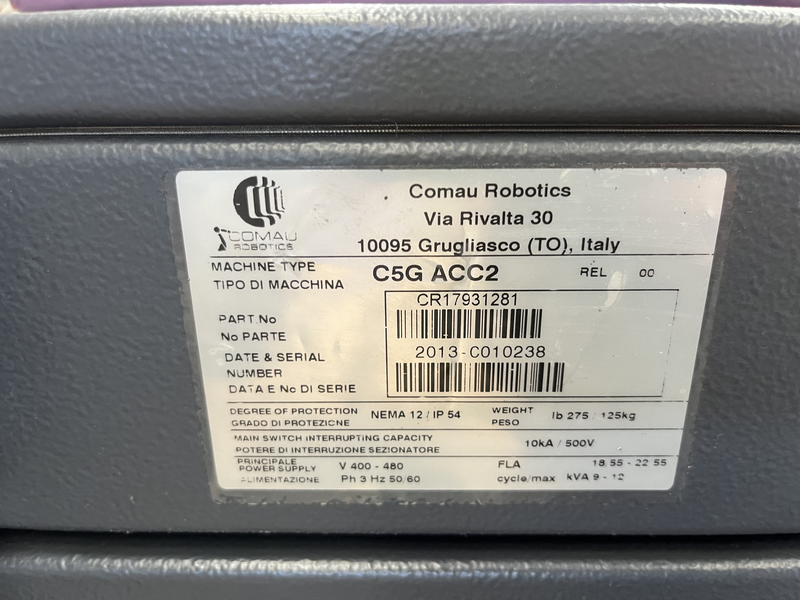 COMAU
ROBOTICS
Comau Robotics
Via Rivalta 30
10095 Grugliasco (TO), Italy
MACHINE TYPE
TIPO DI MACCHINA
C5G ACC2
REL 00
PART.No
No PARTE
CR17931281
DATE & SERIAL
NUMBER
DATA E No DI SERIE
2013-C010238
DEGREE OF PROTECTION
GRADO DI PROTEZICNE
NEMA 12 / IP 54
WEIGHT
PESO
lb 275 / 125kg
MAIN SWITCH INTERRUPTING CAPACITY
POTERE DI INTERRUZIONE SEZIONATORE
10kA / 500V
PRINCIPALE
POWER SUPPLY
ALIMENTAZIONE
V 400 - 480
Ph 3 Hz 50/60
FLA 18.55 - 22.55
cycle/max kVA 9 - 12